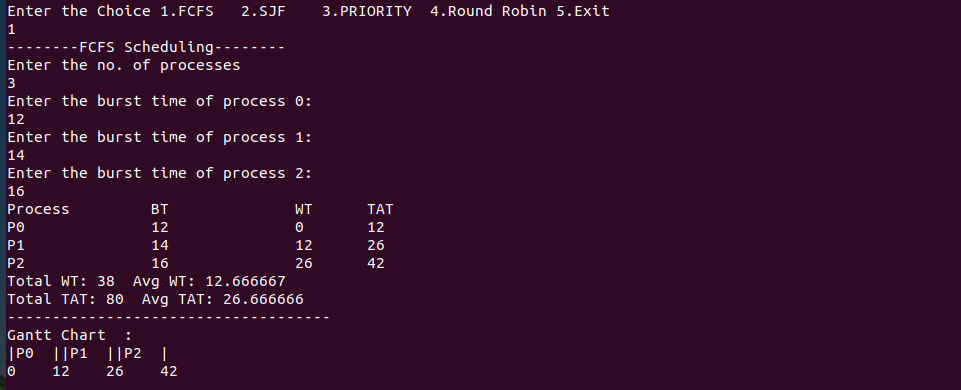 Enter the Choice 1.FCFS   2.SJF    3.PRIORITY  4.Round Robin 5.Exit
1
--------FCFS Scheduling--------
Enter the no. of processes
3
Enter the burst time of process 0:
12
Enter the burst time of process 1:
14
Enter the burst time of process 2:
16
Process         BT              WT      TAT
P0              12              0       12
P1              14              12      26
P2              16              26      42
Total WT: 38  Avg WT: 12.666667
Total TAT: 80  Avg TAT: 26.666666
------------------------------------
Gantt Chart  :
|P0  ||P1  ||P2  |
0    12    26    42